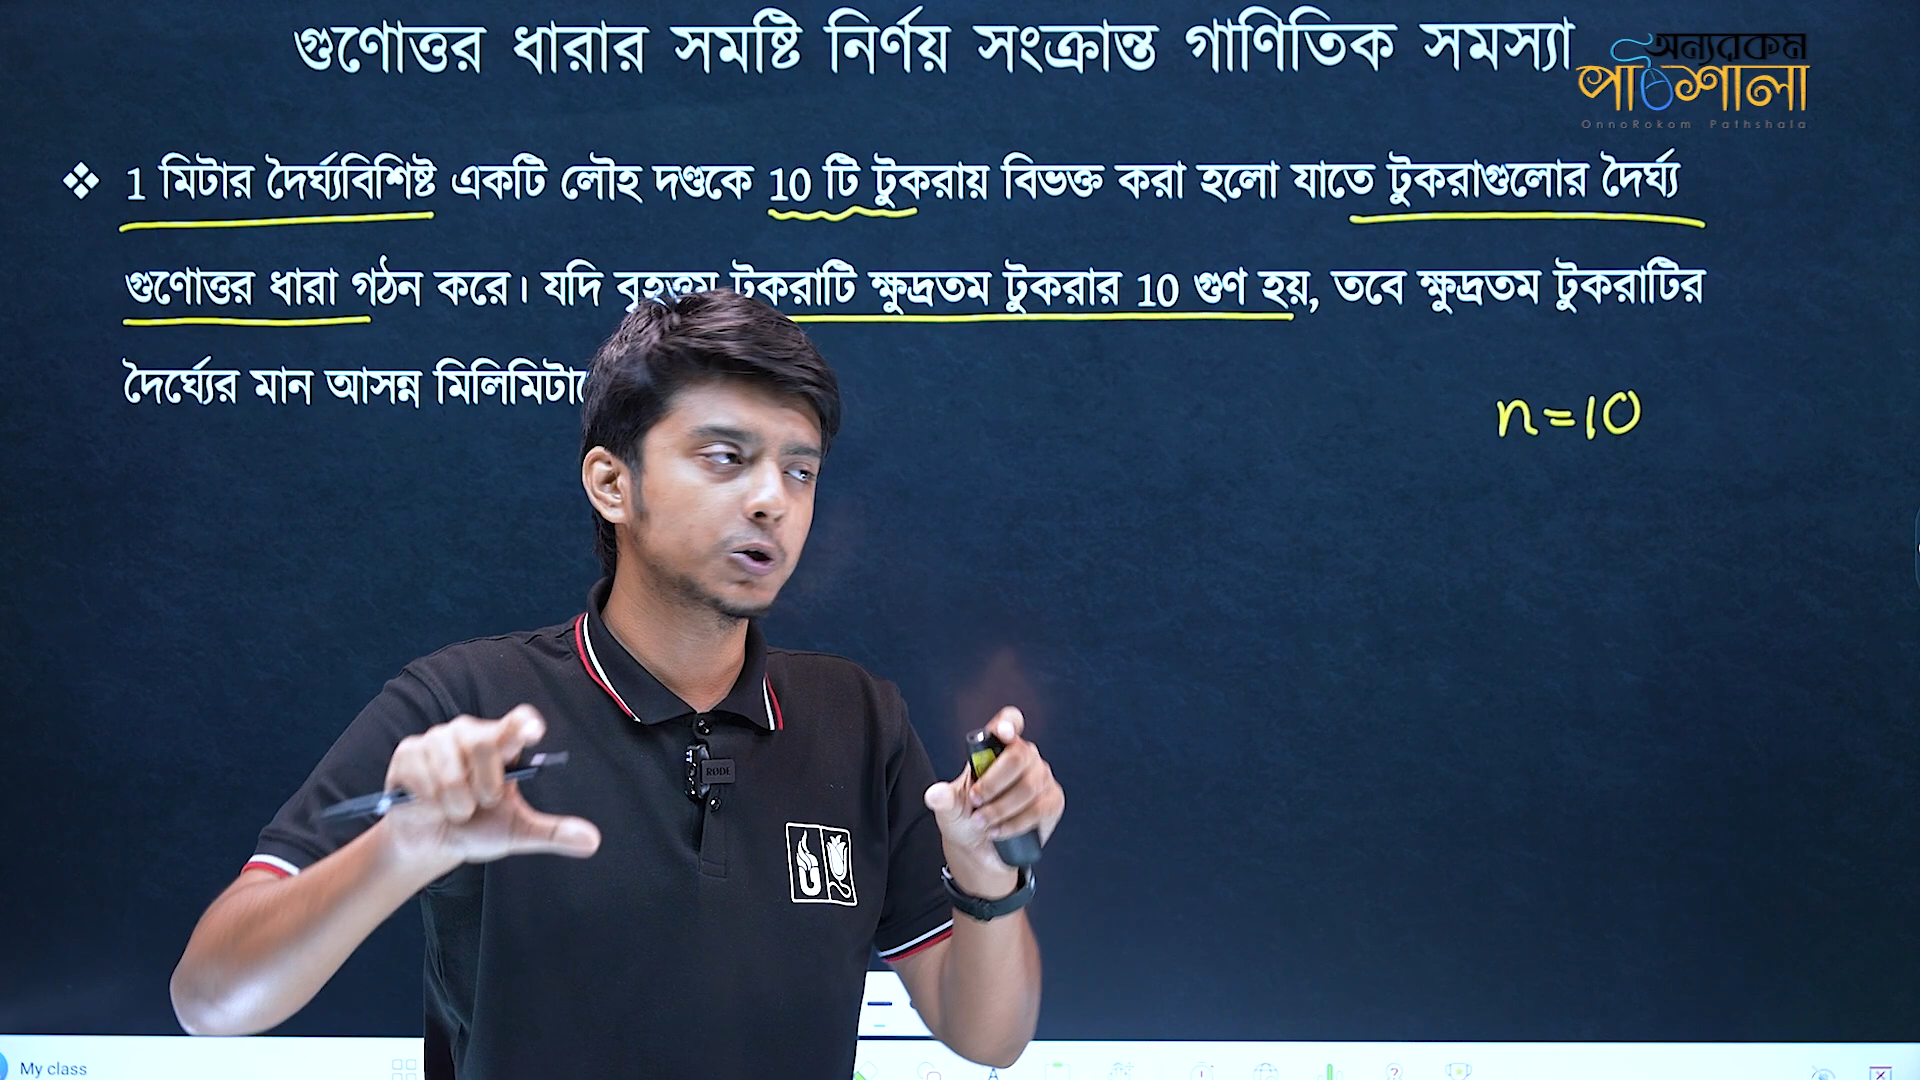 গুণোত্তর ধারার সমষ্টি নির্ণয় সংক্রান্ত গাণিতিক সমস্যা
অন্যরকম
পাঠশালা
OnnoRokom Pathshala
❖ 1 মিটার দৈর্ঘ্যবিশিষ্ট একটি লৌহ দণ্ডকে 10 টি টুকরায় বিভক্ত করা হলো যাতে টুকরাগুলোর দৈর্ঘ্য
গুণোত্তর ধারা গঠন করে। যদি বৃহত্তম টুকরাটি ক্ষুদ্রতম টুকরার 10 গুণ হয়, তবে ক্ষুদ্রতম টুকরাটির
দৈর্ঘ্যের মান আসন্ন
n=10
RØDE
My class